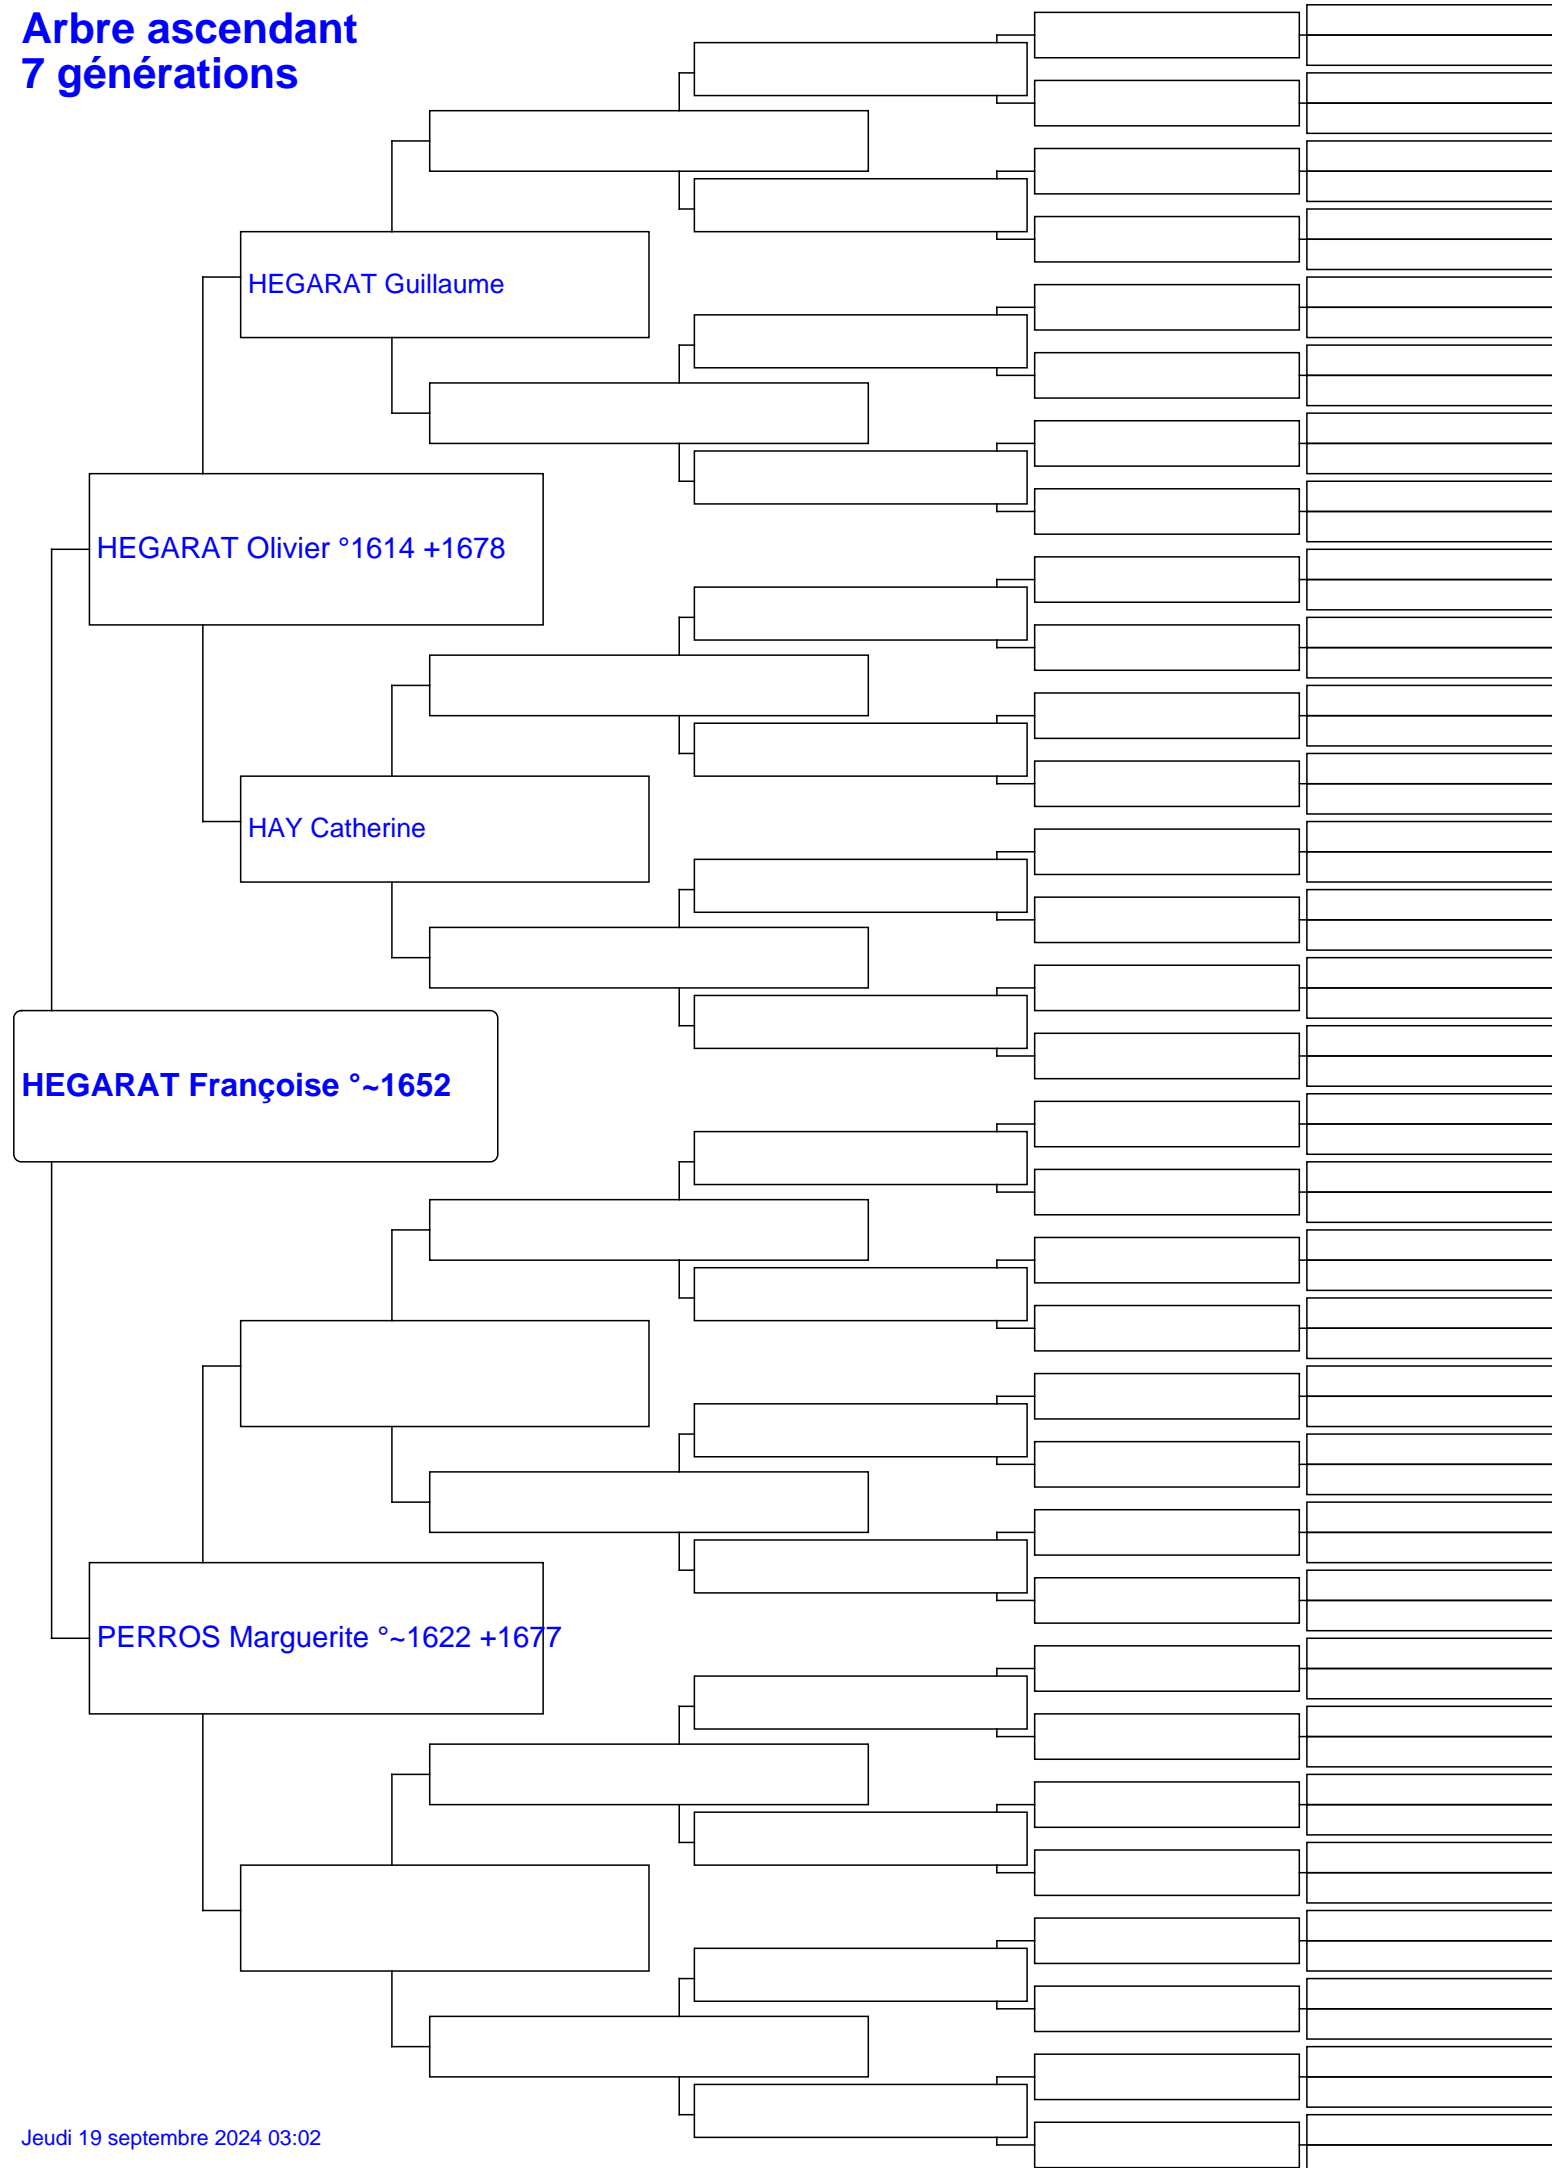 Arbre ascendant
7 générations
HEGARAT Guillaume
HEGARAT Olivier °1614 +1678
HAY Catherine
HEGARAT Françoise °~1652
PERROS Marguerite °~1622 +1677
Jeudi 19 septembre 2024 03:02